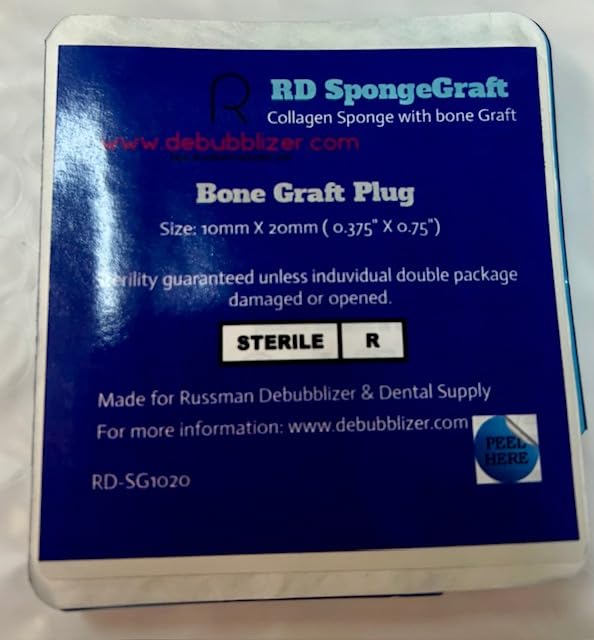 R
RD SpongeGraft
Collagen Sponge with bone Graft
www.debubblizer.com
Bone Graft Plug
Size: 10mm X 20mm ( 0.375" X 0.75")
erility guaranteed unless induvidual double package
damaged or opened.
STERILE R
Made for Russman Debubblizer & Dental Supply
For more information: www.debubblizer.com
PEEL
HERE
RD-SG1020